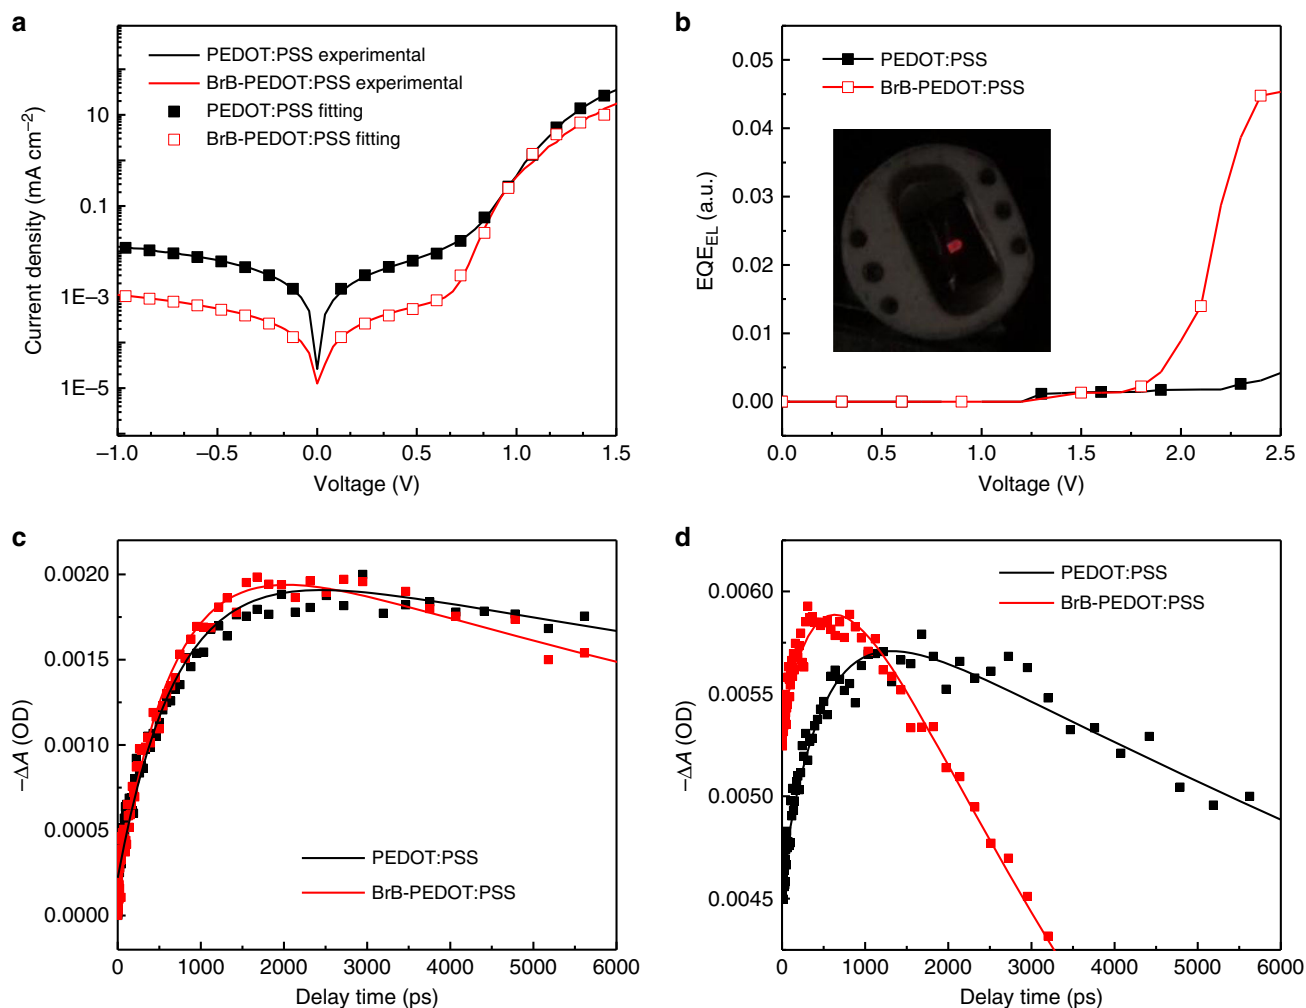 a
PEDOT:PSS experimental
BrB-PEDOT:PSS experimental
PEDOT:PSS fitting
BrB-PEDOT:PSS fitting
10
0.1
1E−3
1E−5
Current density (mA cm⁻²)
−1.0
−0.5
0.0
0.5
1.0
1.5
Voltage (V)
b
PEDOT:PSS
BrB-PEDOT:PSS
0.05
0.04
0.03
0.02
0.01
0.00
EQE_EL (a.u.)
0.0
0.5
1.0
1.5
2.0
2.5
Voltage (V)
c
0.0020
0.0015
0.0010
0.0005
0.0000
−ΔA (OD)
PEDOT:PSS
BrB-PEDOT:PSS
0
1000
2000
3000
4000
5000
6000
Delay time (ps)
d
PEDOT:PSS
BrB-PEDOT:PSS
0.0060
0.0055
0.0050
0.0045
−ΔA (OD)
0
1000
2000
3000
4000
5000
6000
Delay time (ps)